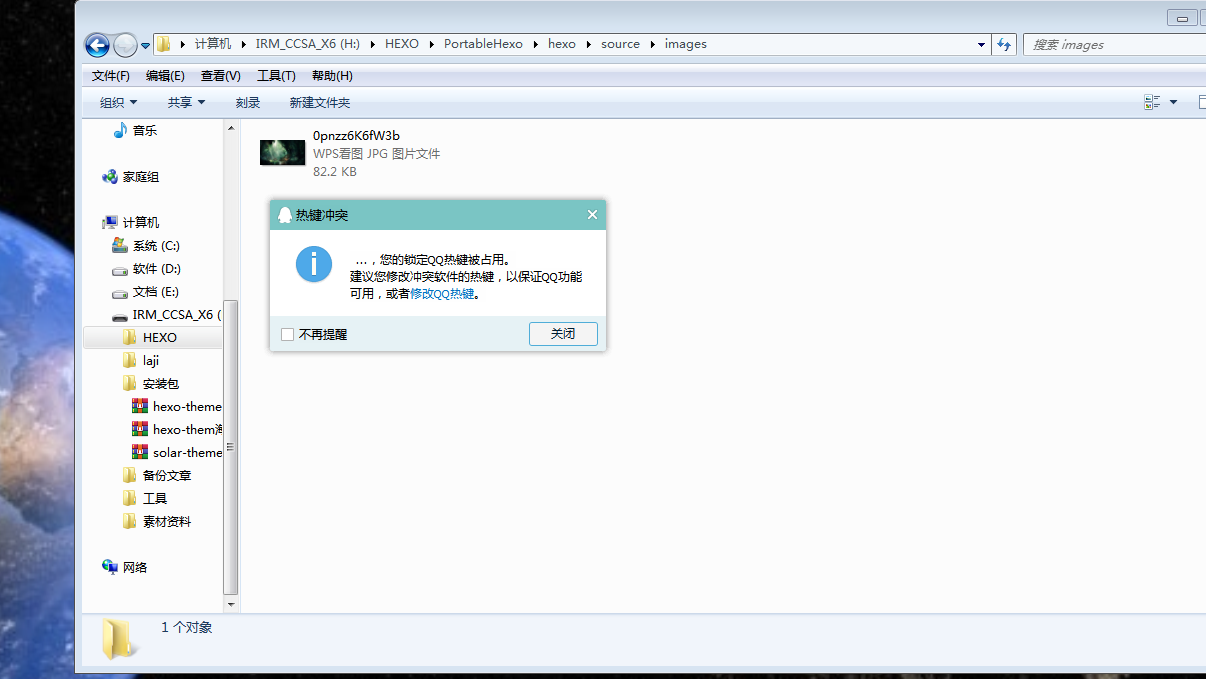 计算机 IRM_CCSA_X6 (H:) HEXO PortableHexo hexo source images
搜索 images
文件(F) 编辑(E) 查看(V) 工具(T) 帮助(H)
组织 共享 刻录 新建文件夹
音乐
家庭组
计算机
系统 (C:)
软件 (D:)
文档 (E:)
IRM_CCSA_X6 (
HEXO
laji
安装包
hexo-theme
hexo-them
solar-theme
备份文章
工具
素材资料
网络
0pnzz6K6fW3b
WPS看图 JPG 图片文件
82.2 KB
热键冲突
...，您的锁定QQ热键被占用。
建议您修改冲突软件的热键，以保证QQ功能
可用，或者修改QQ热键。
不再提醒
关闭
1 个对象